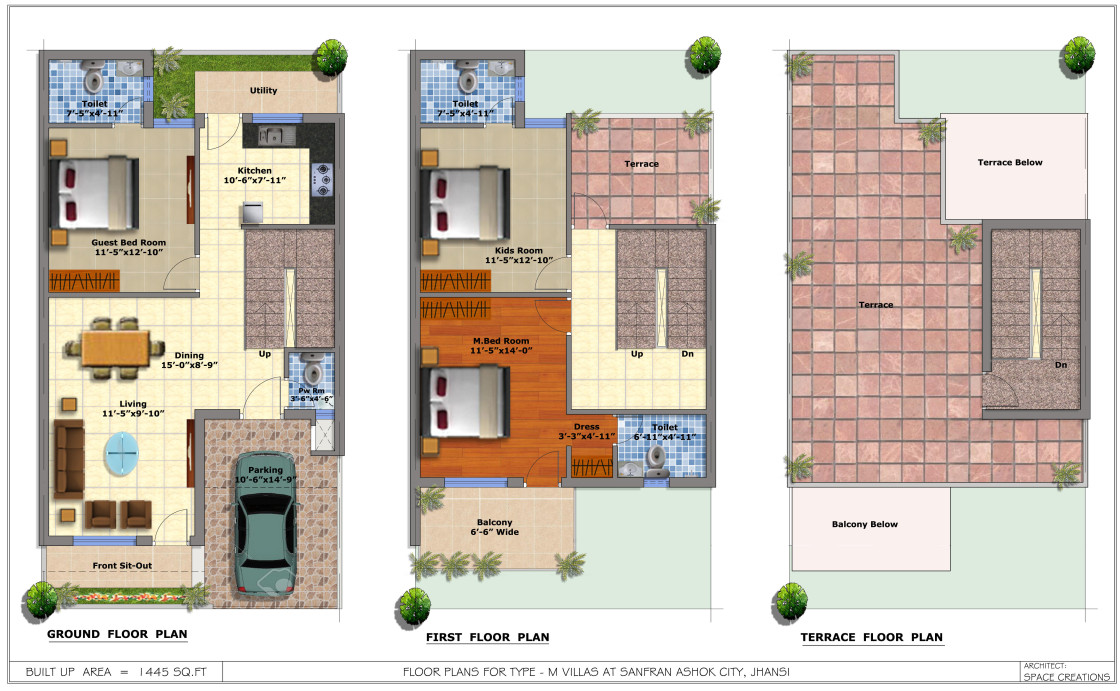 Toilet
7'-5"x4'-11"
Utility
Kitchen
10'-6"x7'-11"
Guest Bed Room
11'-5"x12'-10"
Up
Dining
15'-0"x8'-9"
Pw Rm
3'-6"x4'-6"
Living
11'-5"x9'-10"
Parking
10'-6"x14'-9"
Front Sit-Out
GROUND FLOOR PLAN
Toilet
7'-5"x4'-11"
Terrace
Kids Room
11'-5"x12'-10"
M.Bed Room
11'-5"x14'-0"
Up
Dn
Dress
3'-3"x4'-11"
Toilet
6'-11"x4'-11"
Balcony
6'-6" Wide
FIRST FLOOR PLAN
Terrace Below
Terrace
Dn
Balcony Below
TERRACE FLOOR PLAN
BUILT UP AREA = 1445 SQ.FT
FLOOR PLANS FOR TYPE - M VILLAS AT SANFRAN ASHOK CITY, JHANSI
ARCHITECT:
SPACE CREATIONS